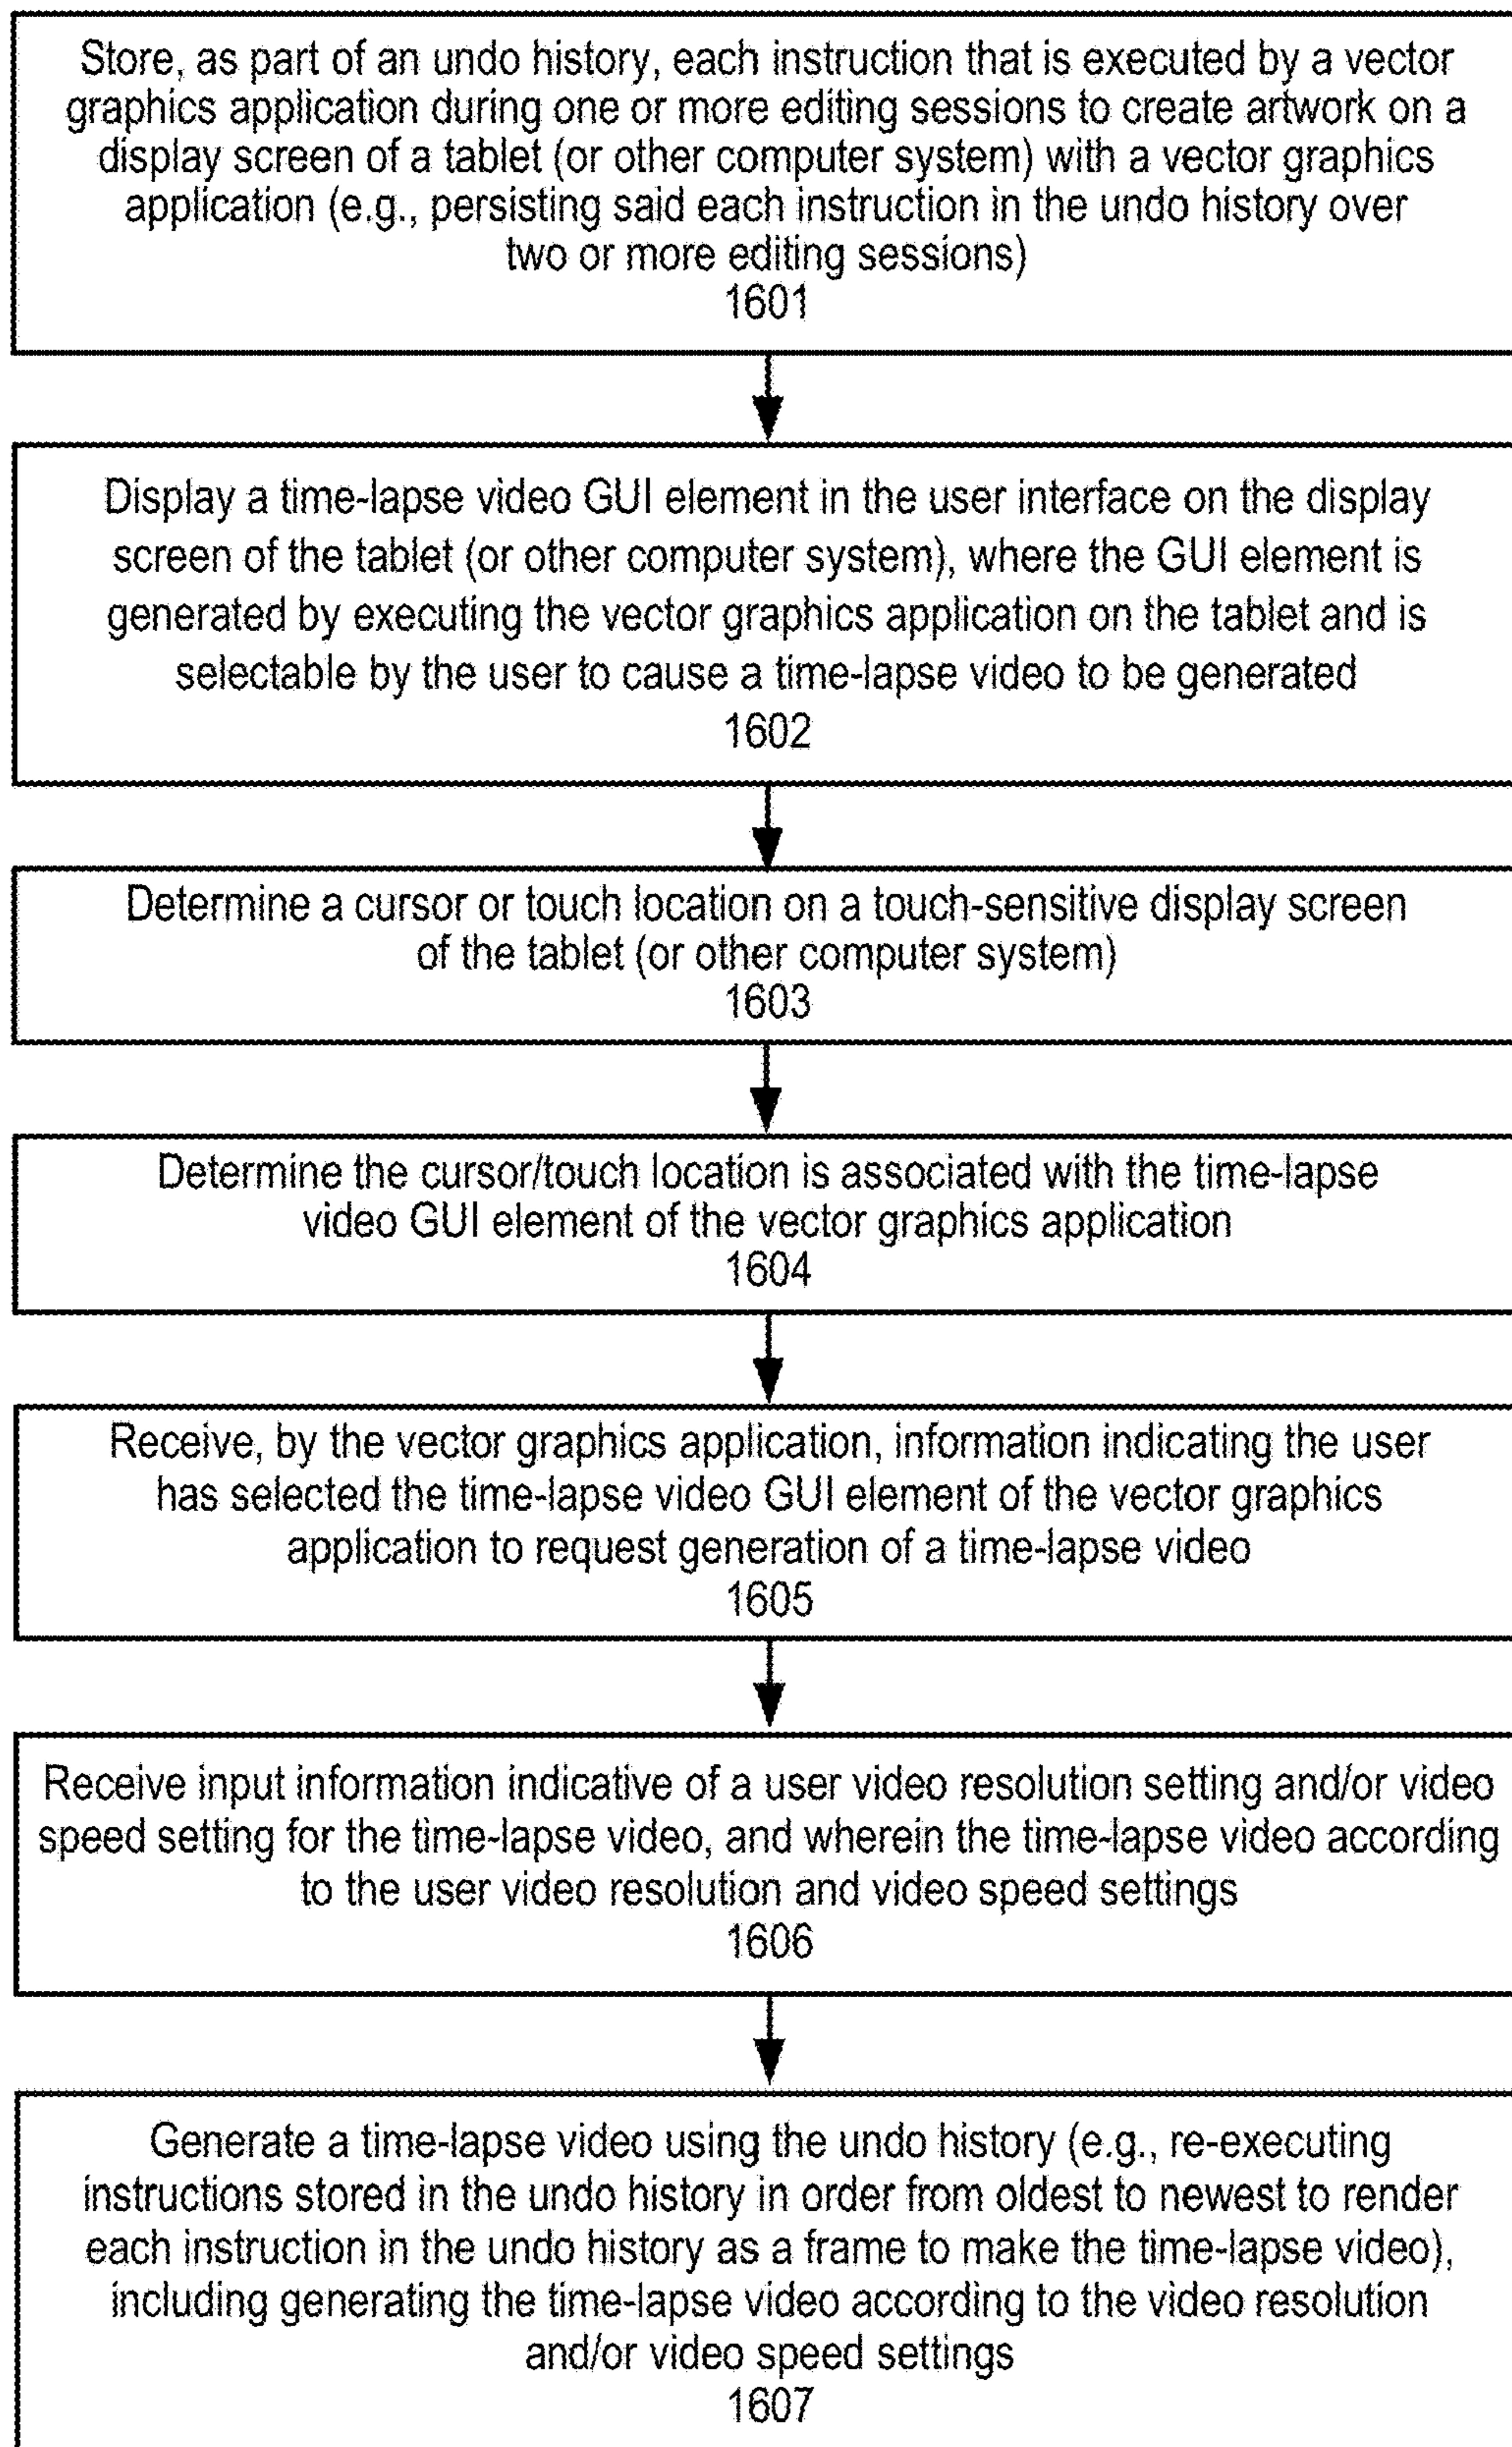 Store, as part of an undo history, each instruction that is executed by a vector
graphics application during one or more editing sessions to create artwork on a
display screen of a tablet (or other computer system) with a vector graphics
application (e.g., persisting said each instruction in the undo history over
two or more editing sessions)
1601
Display a time-lapse video GUI element in the user interface on the display
screen of the tablet (or other computer system), where the GUI element is
generated by executing the vector graphics application on the tablet and is
selectable by the user to cause a time-lapse video to be generated
1602
Determine a cursor or touch location on a touch-sensitive display screen
of the tablet (or other computer system)
1603
Determine the cursor/touch location is associated with the time-lapse
video GUI element of the vector graphics application
1604
Receive, by the vector graphics application, information indicating the user
has selected the time-lapse video GUI element of the vector graphics
application to request generation of a time-lapse video
1605
Receive input information indicative of a user video resolution setting and/or video
speed setting for the time-lapse video, and wherein the time-lapse video according
to the user video resolution and video speed settings
1606
Generate a time-lapse video using the undo history (e.g., re-executing
instructions stored in the undo history in order from oldest to newest to render
each instruction in the undo history as a frame to make the time-lapse video),
including generating the time-lapse video according to the video resolution
and/or video speed settings
1607